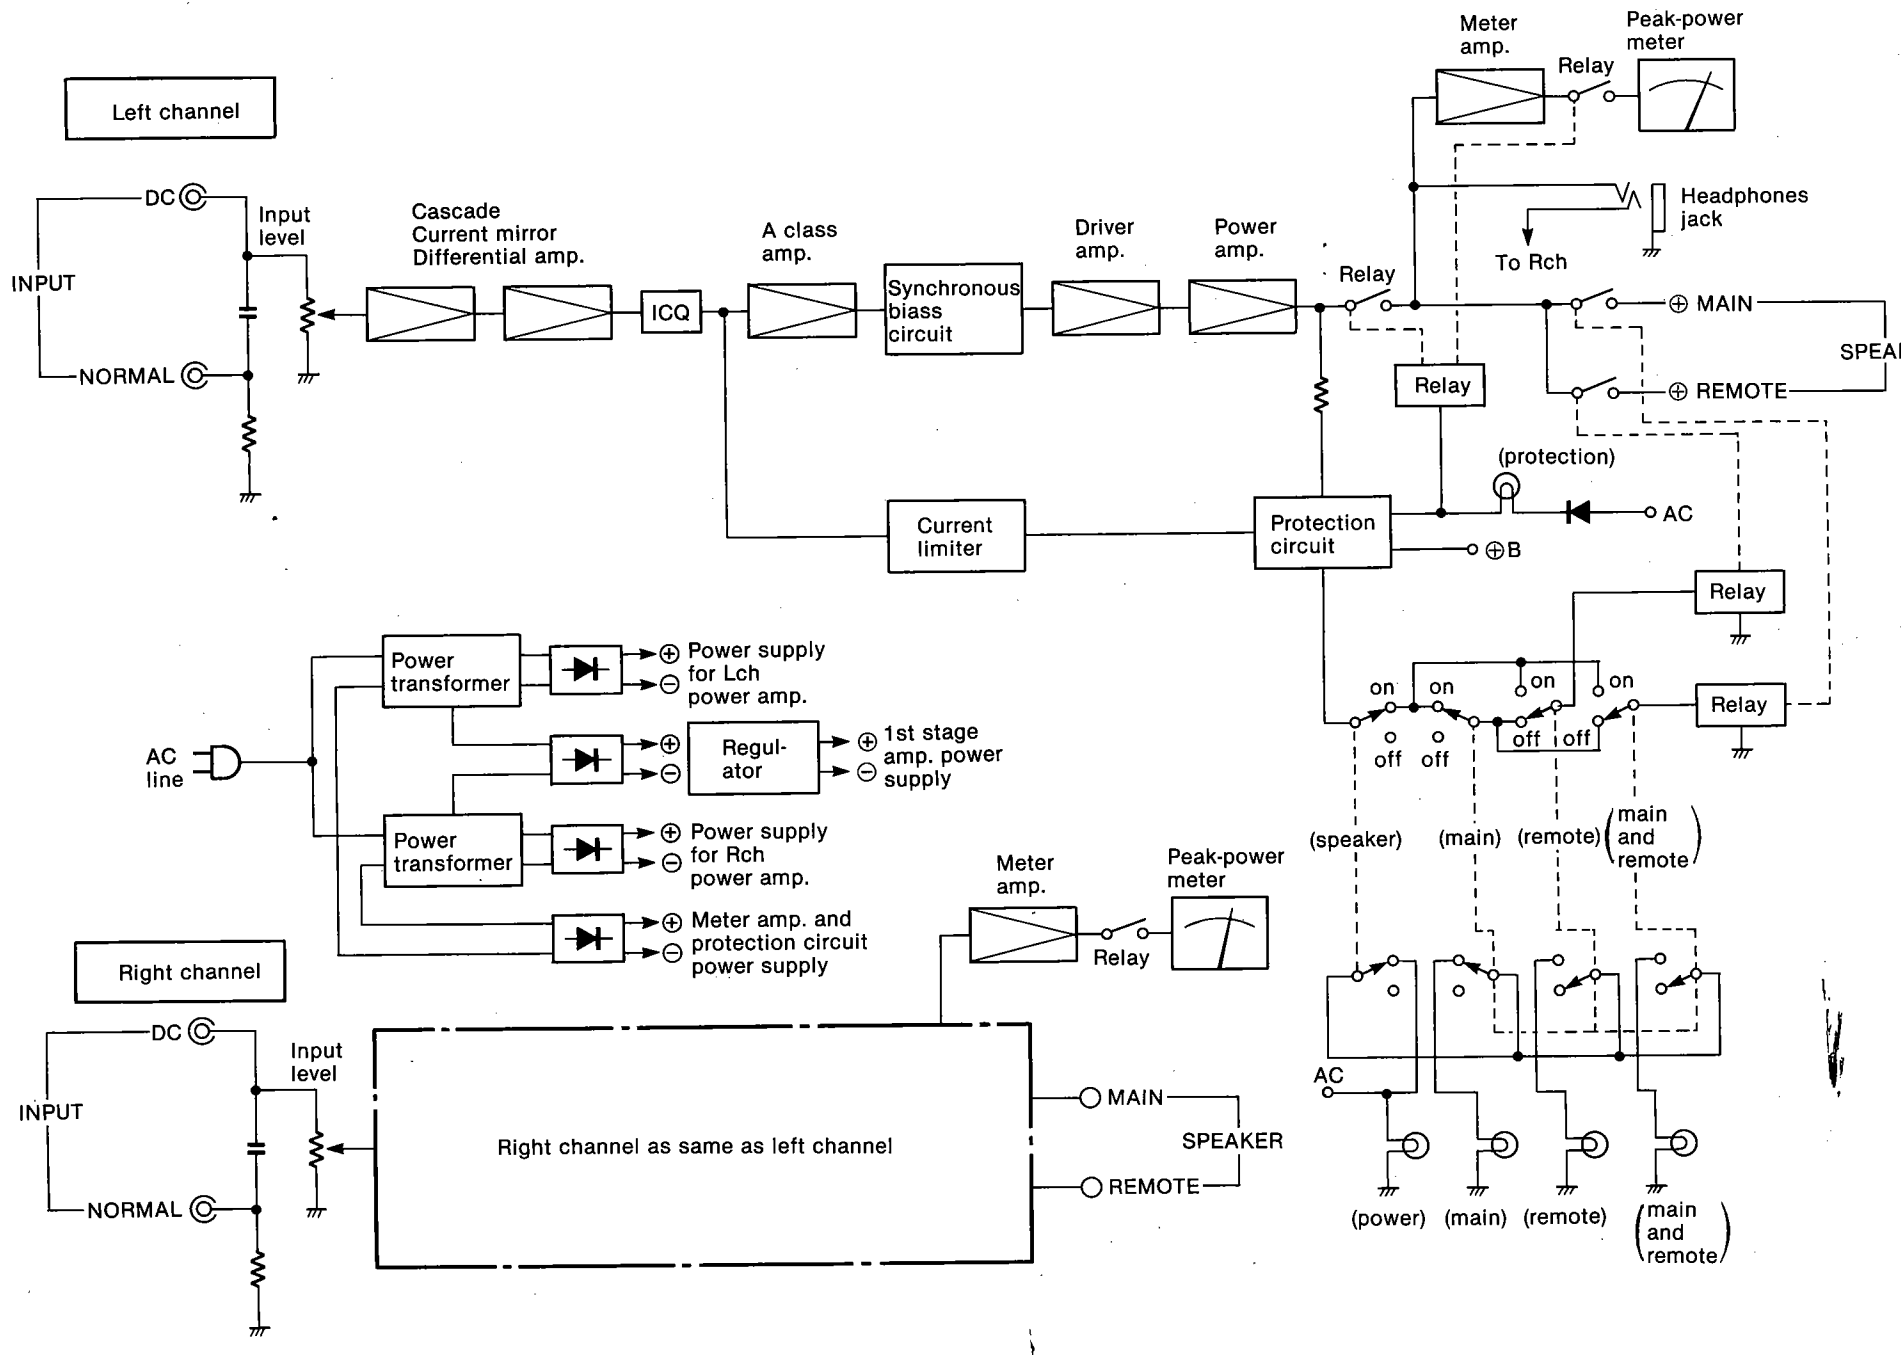 Meter
amp.
Peak-power
meter
Relay
Left channel
DC
Input
level
INPUT
NORMAL
Cascade
Current mirror
Differential amp.
ICQ
A class
amp.
Synchronous
biass
circuit
Driver
amp.
Power
amp.
Relay
Headphones
jack
To Rch
⊕ MAIN
SPEA
⊕ REMOTE
Relay
(protection)
AC
Current
limiter
Protection
circuit
⊕B
Relay
Relay
on
on
on
on
off
off
off
off
(speaker)
(main)
(remote)
(main
and
remote)
AC
line
Power
transformer
⊕ Power supply
for Lch
⊖ power amp.
⊕
⊖
Regul-
ator
⊕ 1st stage
amp. power
⊖ supply
Power
transformer
⊕ Power supply
for Rch
⊖ power amp.
⊕ Meter amp. and
protection circuit
⊖ power supply
Meter
amp.
Peak-power
meter
Relay
Right channel
DC
Input
level
INPUT
NORMAL
Right channel as same as left channel
MAIN
SPEAKER
REMOTE
AC
(power)
(main)
(remote)
(main
and
remote)